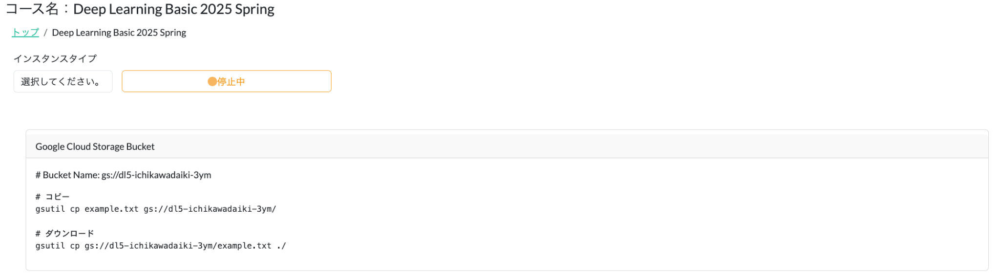 コース名：Deep Learning Basic 2025 Spring
トップ / Deep Learning Basic 2025 Spring
インスタンスタイプ
選択してください。 停止中
Google Cloud Storage Bucket
# Bucket Name: gs://dl5-ichikawadaiki-3ym
# コピー
gsutil cp example.txt gs://dl5-ichikawadaiki-3ym/
# ダウンロード
gsutil cp gs://dl5-ichikawadaiki-3ym/example.txt ./